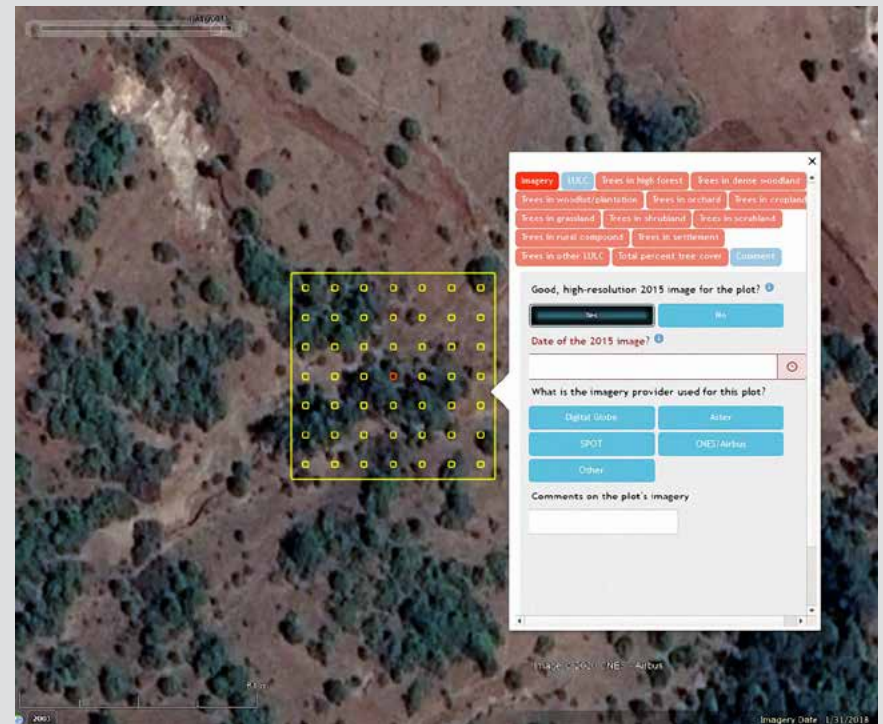 Imagery LULC Trees in high forest Trees in dense woodland
Trees in woodlot/plantation Trees in orchard Trees in cropland
Trees in grassland Trees in shrubland Trees in scrubland
Trees in rural compound Trees in settlement
Trees in other LULC Total percent tree cover Comment
Good, high-resolution 2015 image for the plot?
Yes No
Date of the 2015 image?
What is the imagery provider used for this plot?
Digital Globe Aster
SPOT CNES/Airbus
Other
Comments on the plot's imagery
Image © 2020 CNES / Airbus
2003
Imagery Date: 1/31/2018